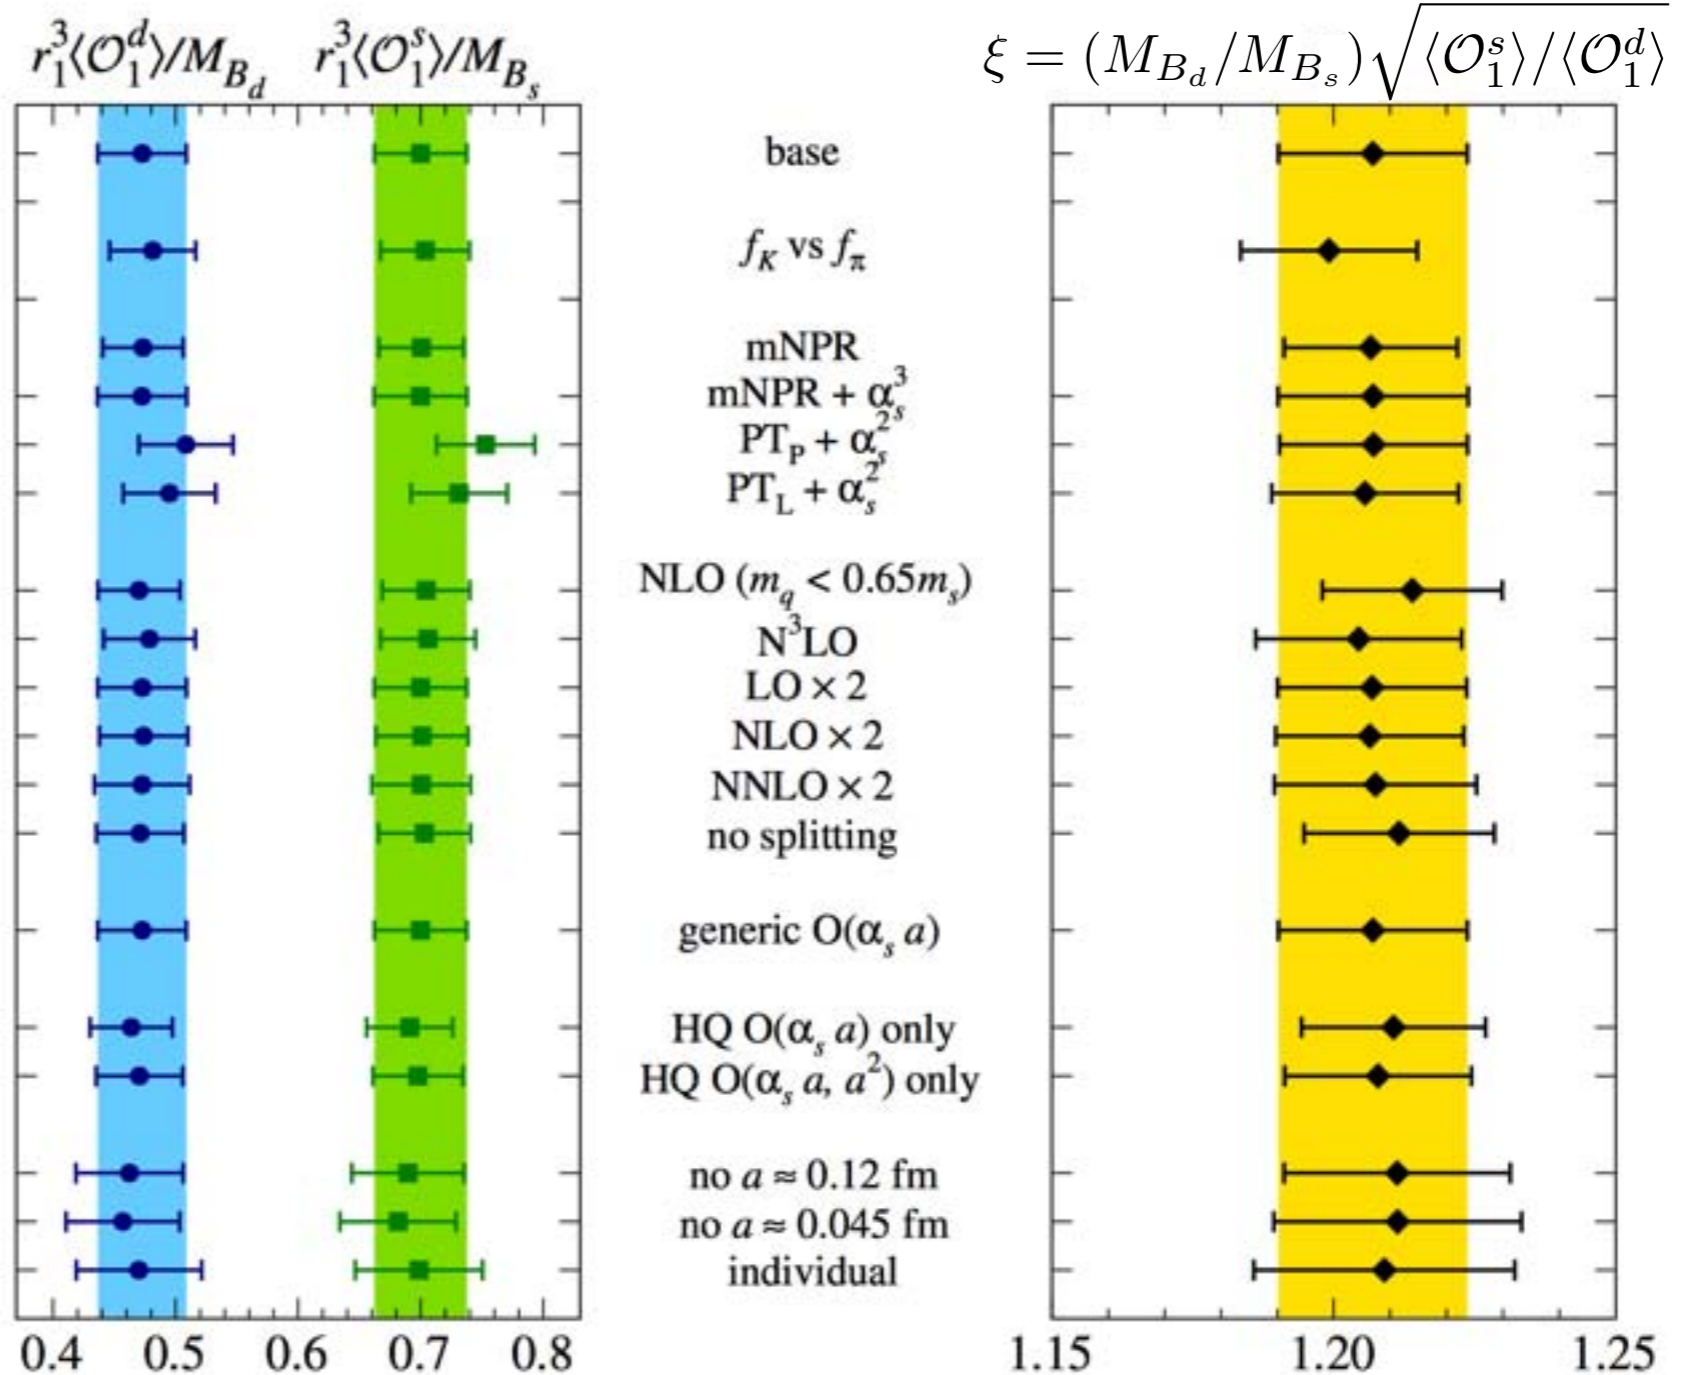 r₁³⟨𝒪₁ᵈ⟩/M_{B_d} r₁³⟨𝒪₁ˢ⟩/M_{B_s} ξ = (M_{B_d}/M_{B_s})√⟨𝒪₁ˢ⟩/⟨𝒪₁ᵈ⟩
base
f_K vs f_π
mNPR
mNPR + α_s³
PT_P + α_s²
PT_L + α_s²
NLO (m_q < 0.65m_s)
N³LO
LO × 2
NLO × 2
NNLO × 2
no splitting
generic O(α_s a)
HQ O(α_s a) only
HQ O(α_s a, a²) only
no a ≈ 0.12 fm
no a ≈ 0.045 fm
individual
0.4 0.5 0.6 0.7 0.8 1.15 1.20 1.25